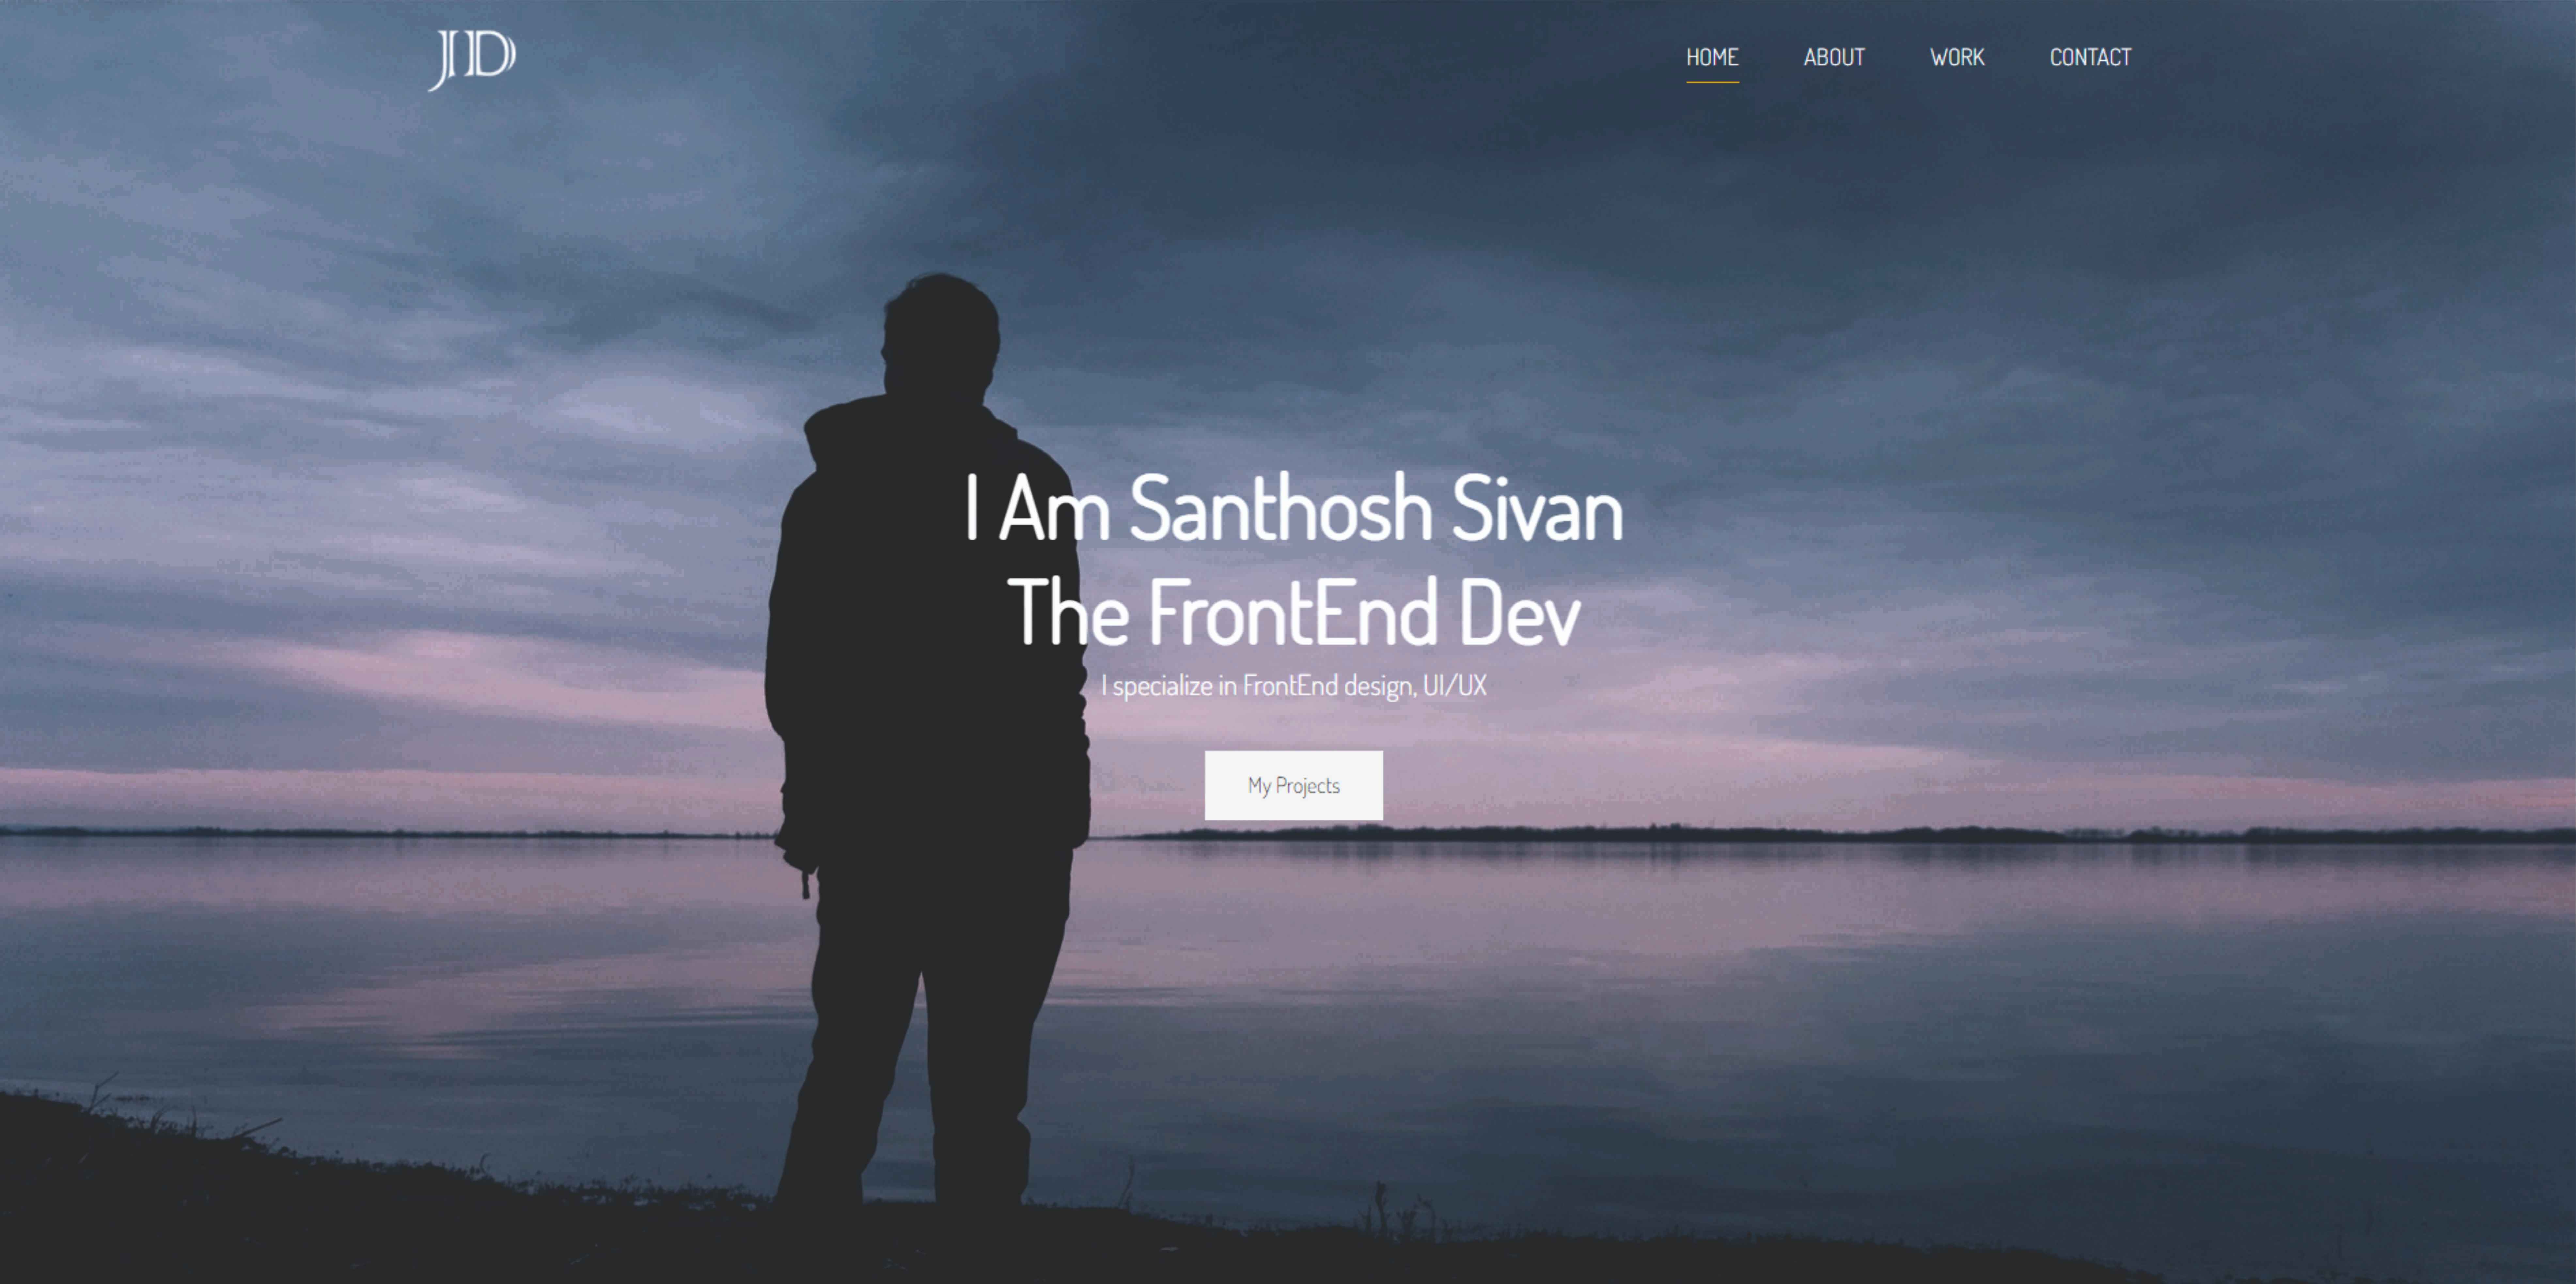 JD
HOME ABOUT WORK CONTACT
I Am Santhosh Sivan
The FrontEnd Dev
I specialize in FrontEnd design, UI/UX
My Projects